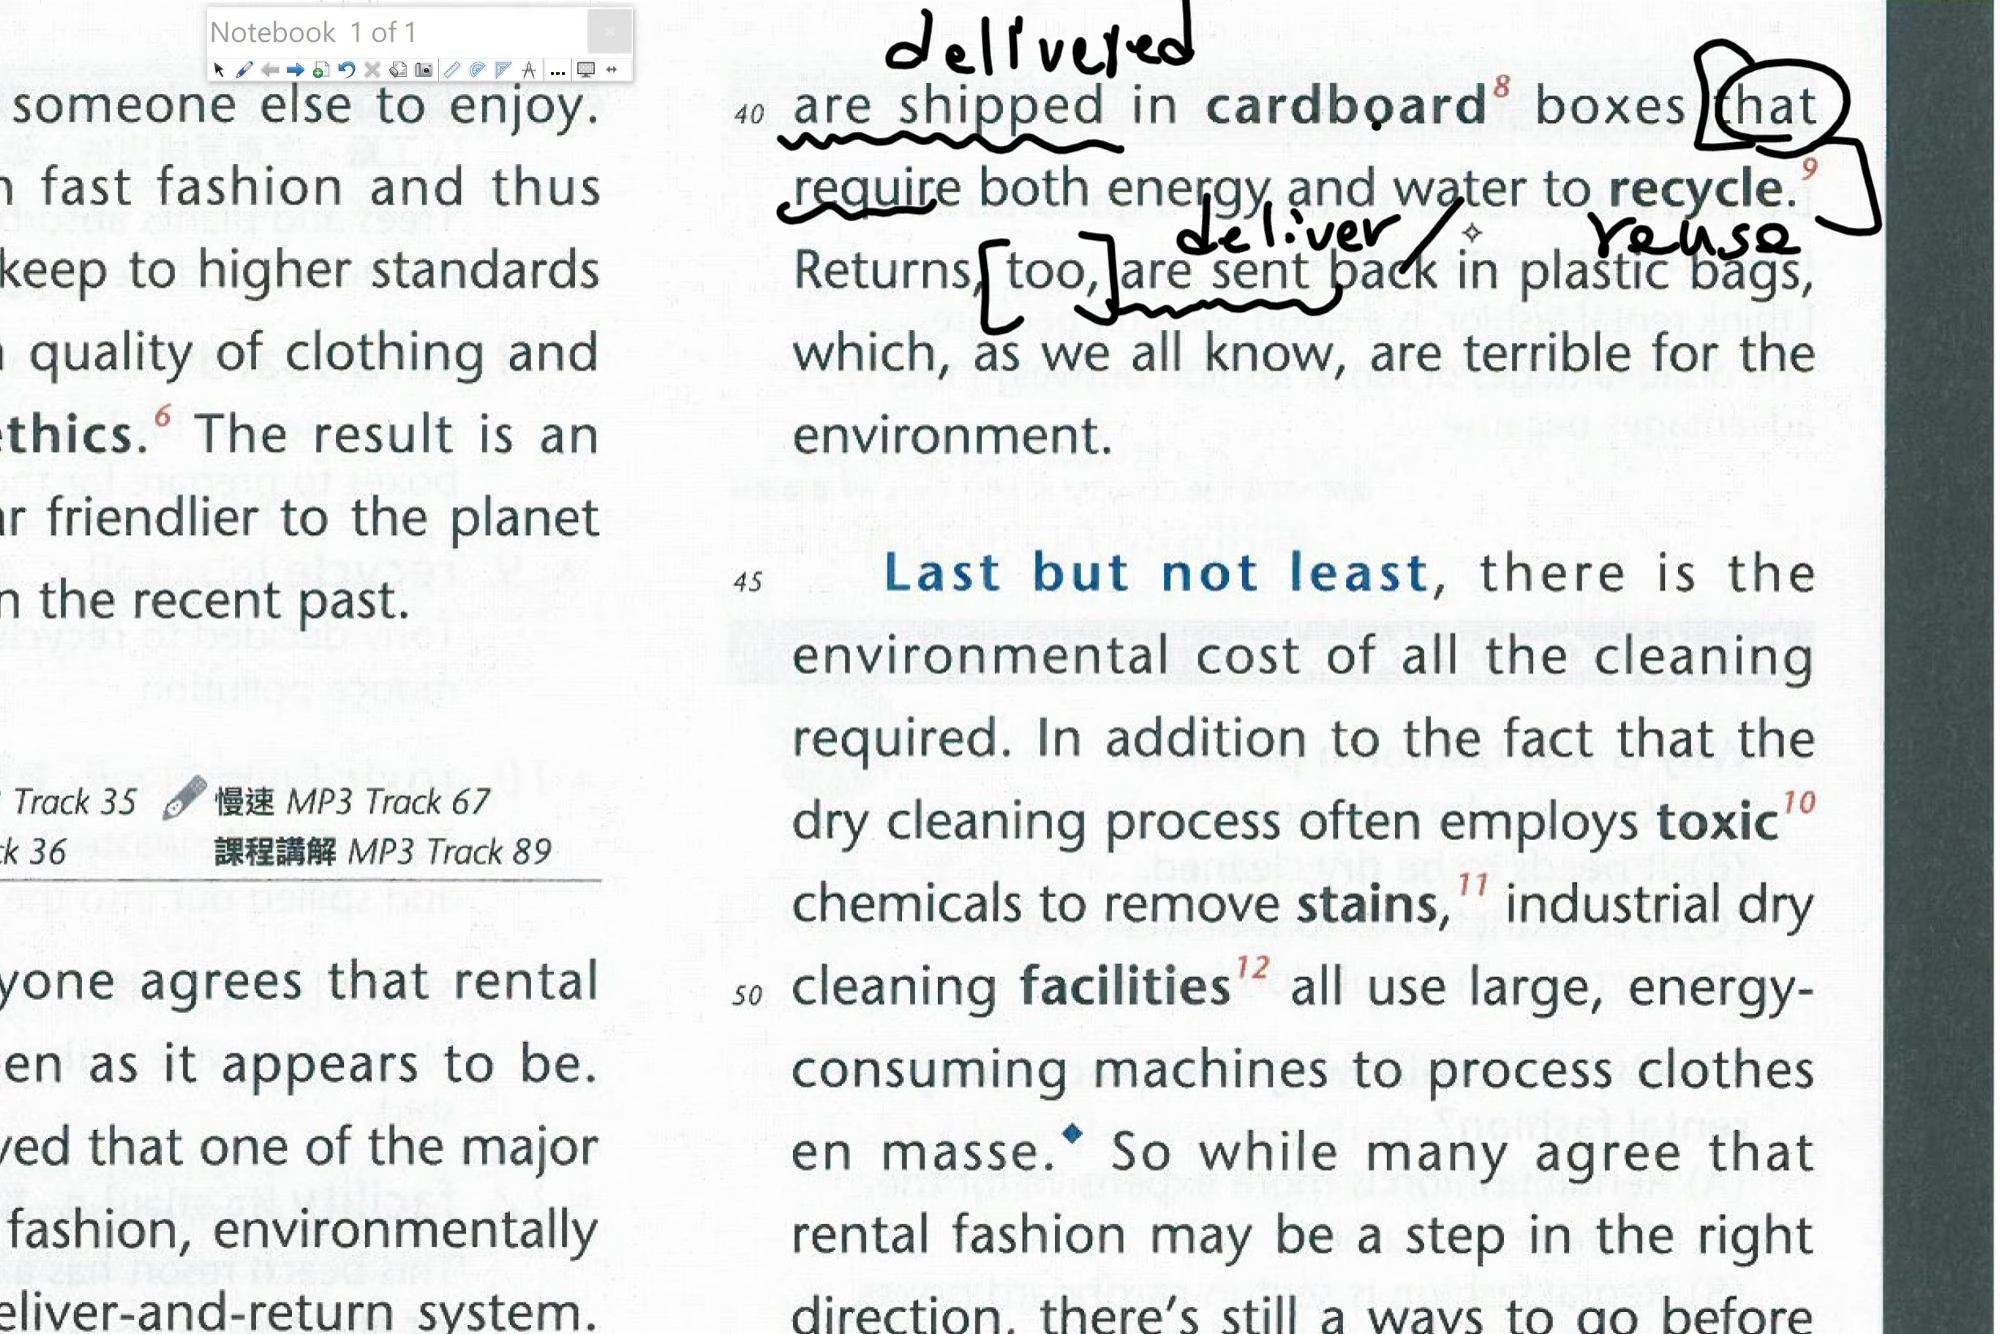 Notebook 1 of 1
someone else to enjoy.
fast fashion and thus
keep to higher standards
quality of clothing and
ethics.6 The result is an
friendlier to the planet
the recent past.
Track 35 慢速 MP3 Track 67
36 課程講解 MP3 Track 89
agrees that rental
as it appears to be.
that one of the major
fashion, environmentally
deliver-and-return system.
delivered
40 are shipped in cardboard8 boxes that
require both energy and water to recycle.9
deliver reuse
Returns, too, are sent back in plastic bags,
which, as we all know, are terrible for the
environment.
45 Last but not least, there is the
environmental cost of all the cleaning
required. In addition to the fact that the
dry cleaning process often employs toxic10
chemicals to remove stains,11 industrial dry
50 cleaning facilities12 all use large, energy-
consuming machines to process clothes
en masse. So while many agree that
rental fashion may be a step in the right
direction, there's still a ways to go before